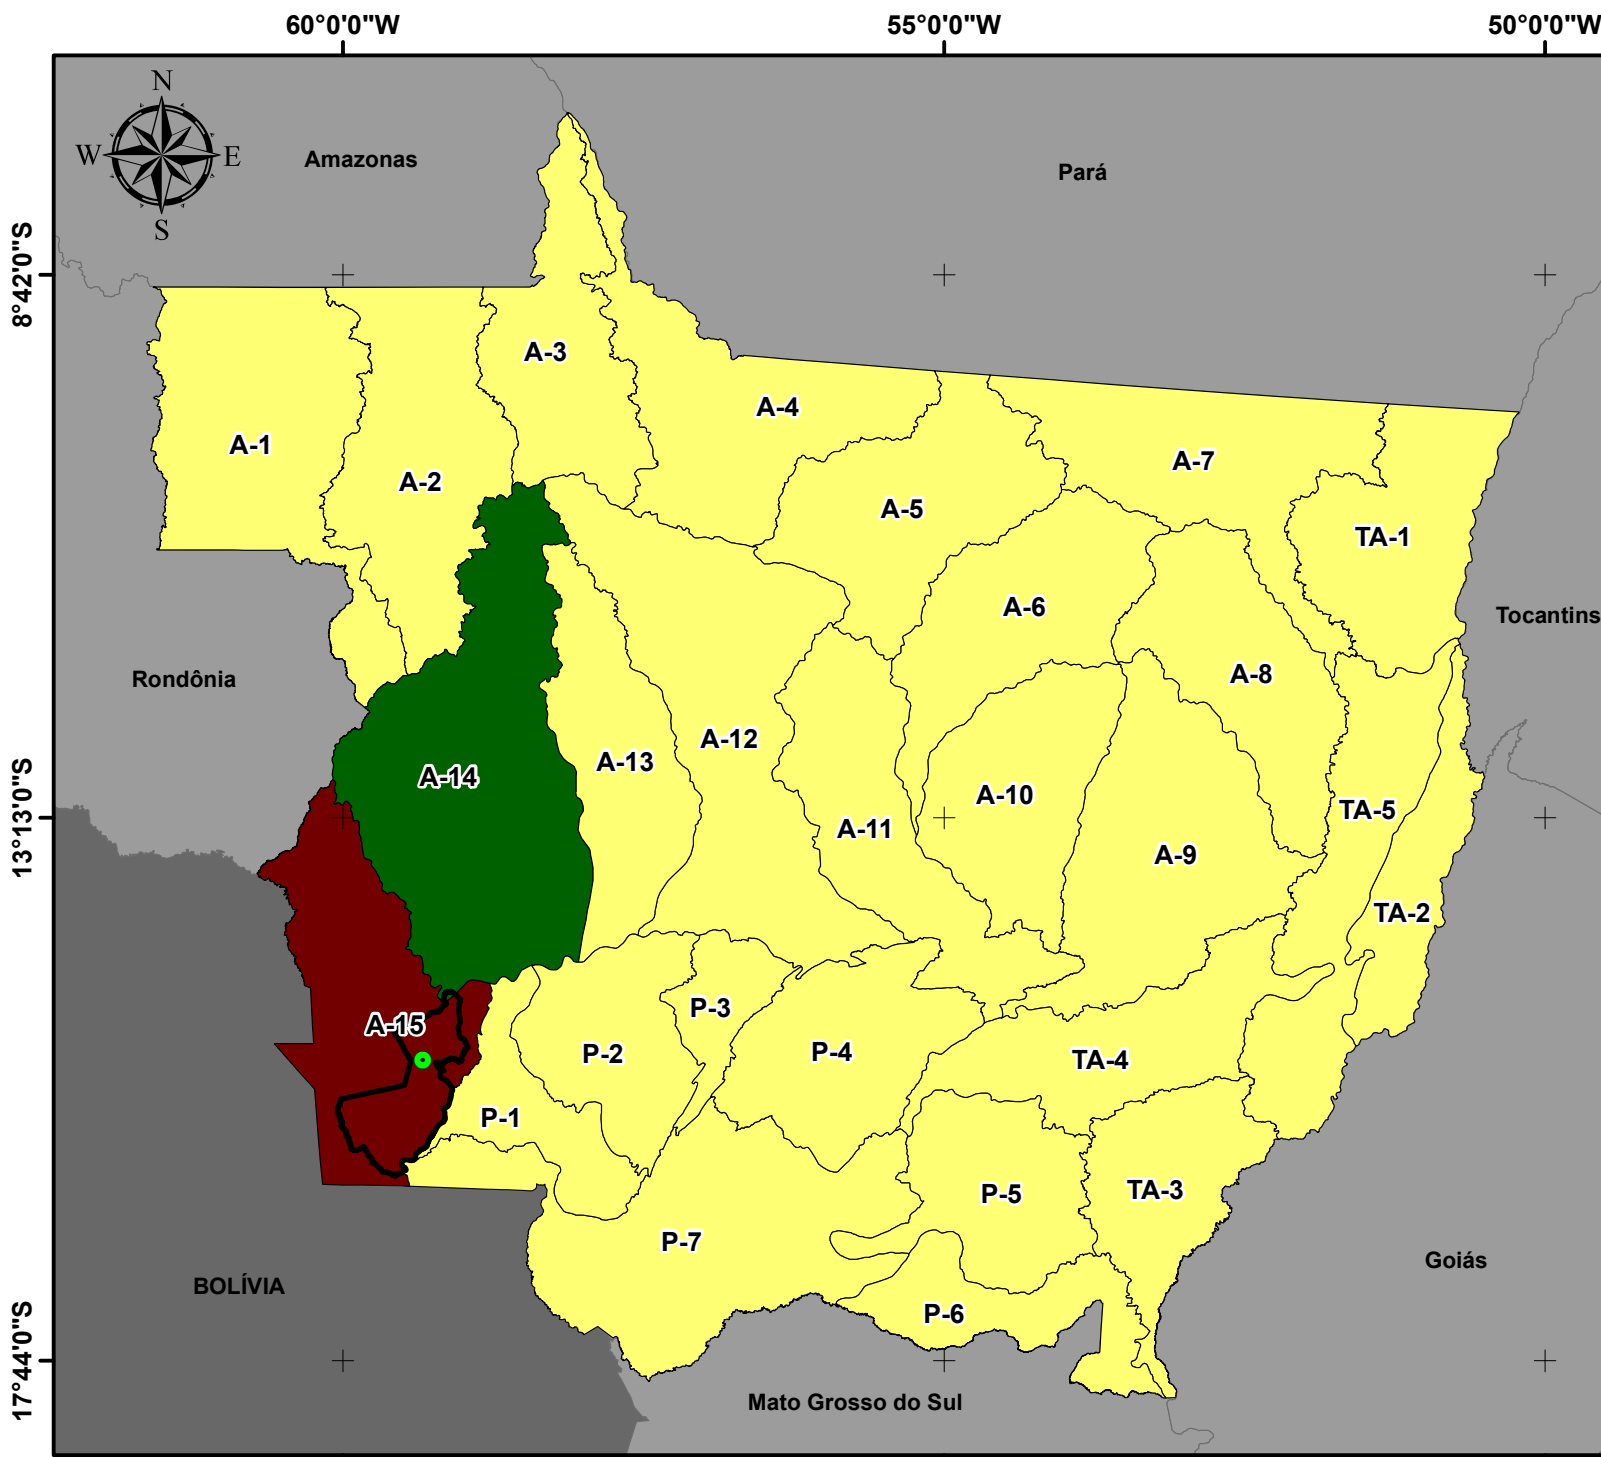 60°0'0"W
55°0'0"W
50°0'0"W
N
W
E
S
Amazonas
Pará
8°42'0"S
A-3
A-4
A-1
A-7
A-2
A-5
TA-1
A-6
Tocantins
A-8
Rondônia
A-12
A-13
A-14
A-10
TA-5
13°13'0"S
A-11
A-9
TA-2
P-3
A-15
P-2
P-4
TA-4
P-1
P-5
TA-3
P-7
Goiás
BOLÍVIA
P-6
17°44'0"S
Mato Grosso do Sul